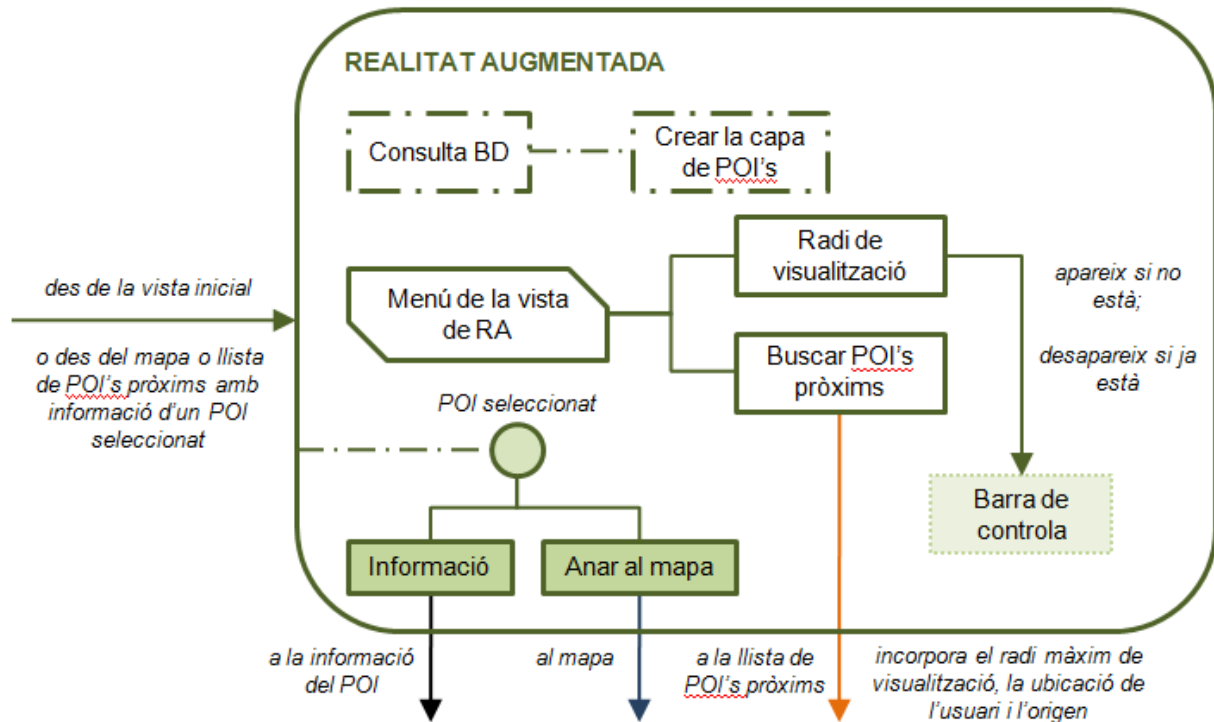 REALITAT AUGMENTADA
Consulta BD
Crear la capa
de POI's
Radi de
visualització
Menú de la vista
de RA
Buscar POI's
pròxims
des de la vista inicial
o des del mapa o llista
de POI's pròxims amb
informació d'un POI
seleccionat
apareix si no
està;
desapareix si ja
està
POI seleccionat
Barra de
controla
Informació
Anar al mapa
a la informació
del POI
al mapa
a la llista de
POI's pròxims
incorpora el radi màxim de
visualització, la ubicació de
l'usuari i l'origen